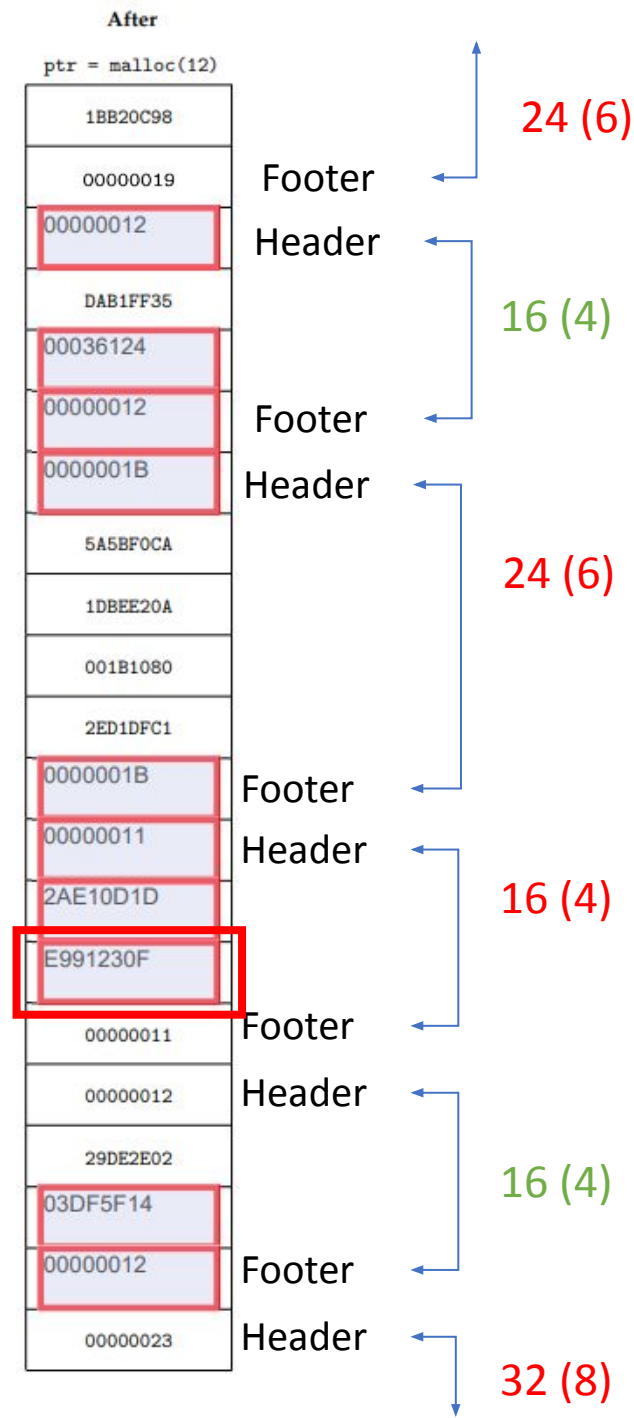 After
ptr = malloc(12)
1BB20C98
24 (6)
00000019 Footer
00000012 Header
DAB1FF35
16 (4)
00036124
00000012 Footer
0000001B Header
5A5BF0CA
24 (6)
1DBEE20A
001B1080
2ED1DFC1
0000001B Footer
00000011 Header
2AE10D1D
16 (4)
E991230F
00000011 Footer
00000012 Header
29DE2E02
16 (4)
03DF5F14
00000012 Footer
00000023 Header
32 (8)